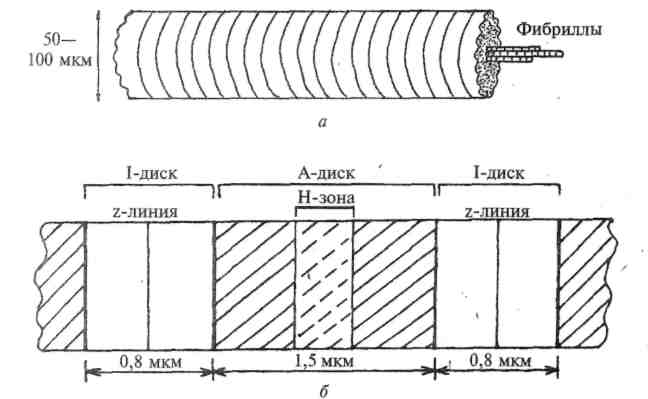 50—
100 мкм
Фибриллы
а
I-диск
А-диск
I-диск
Н-зона
z-линия
z-линия
0,8 мкм
1,5 мкм
0,8 мкм
б